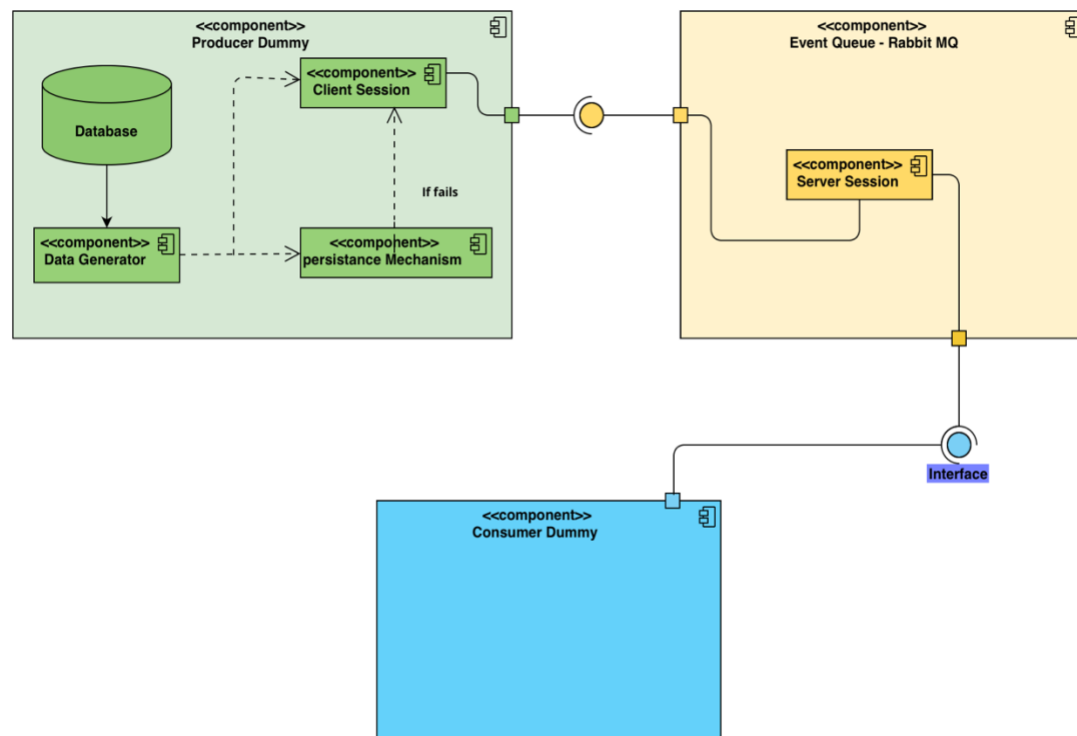 <<component>>
Producer Dummy
<<component>>
Client Session
Database
If fails
<<component>>
Data Generator
<<component>>
persistance Mechanism
<<component>>
Event Queue - Rabbit MQ
<<component>>
Server Session
Interface
<<component>>
Consumer Dummy